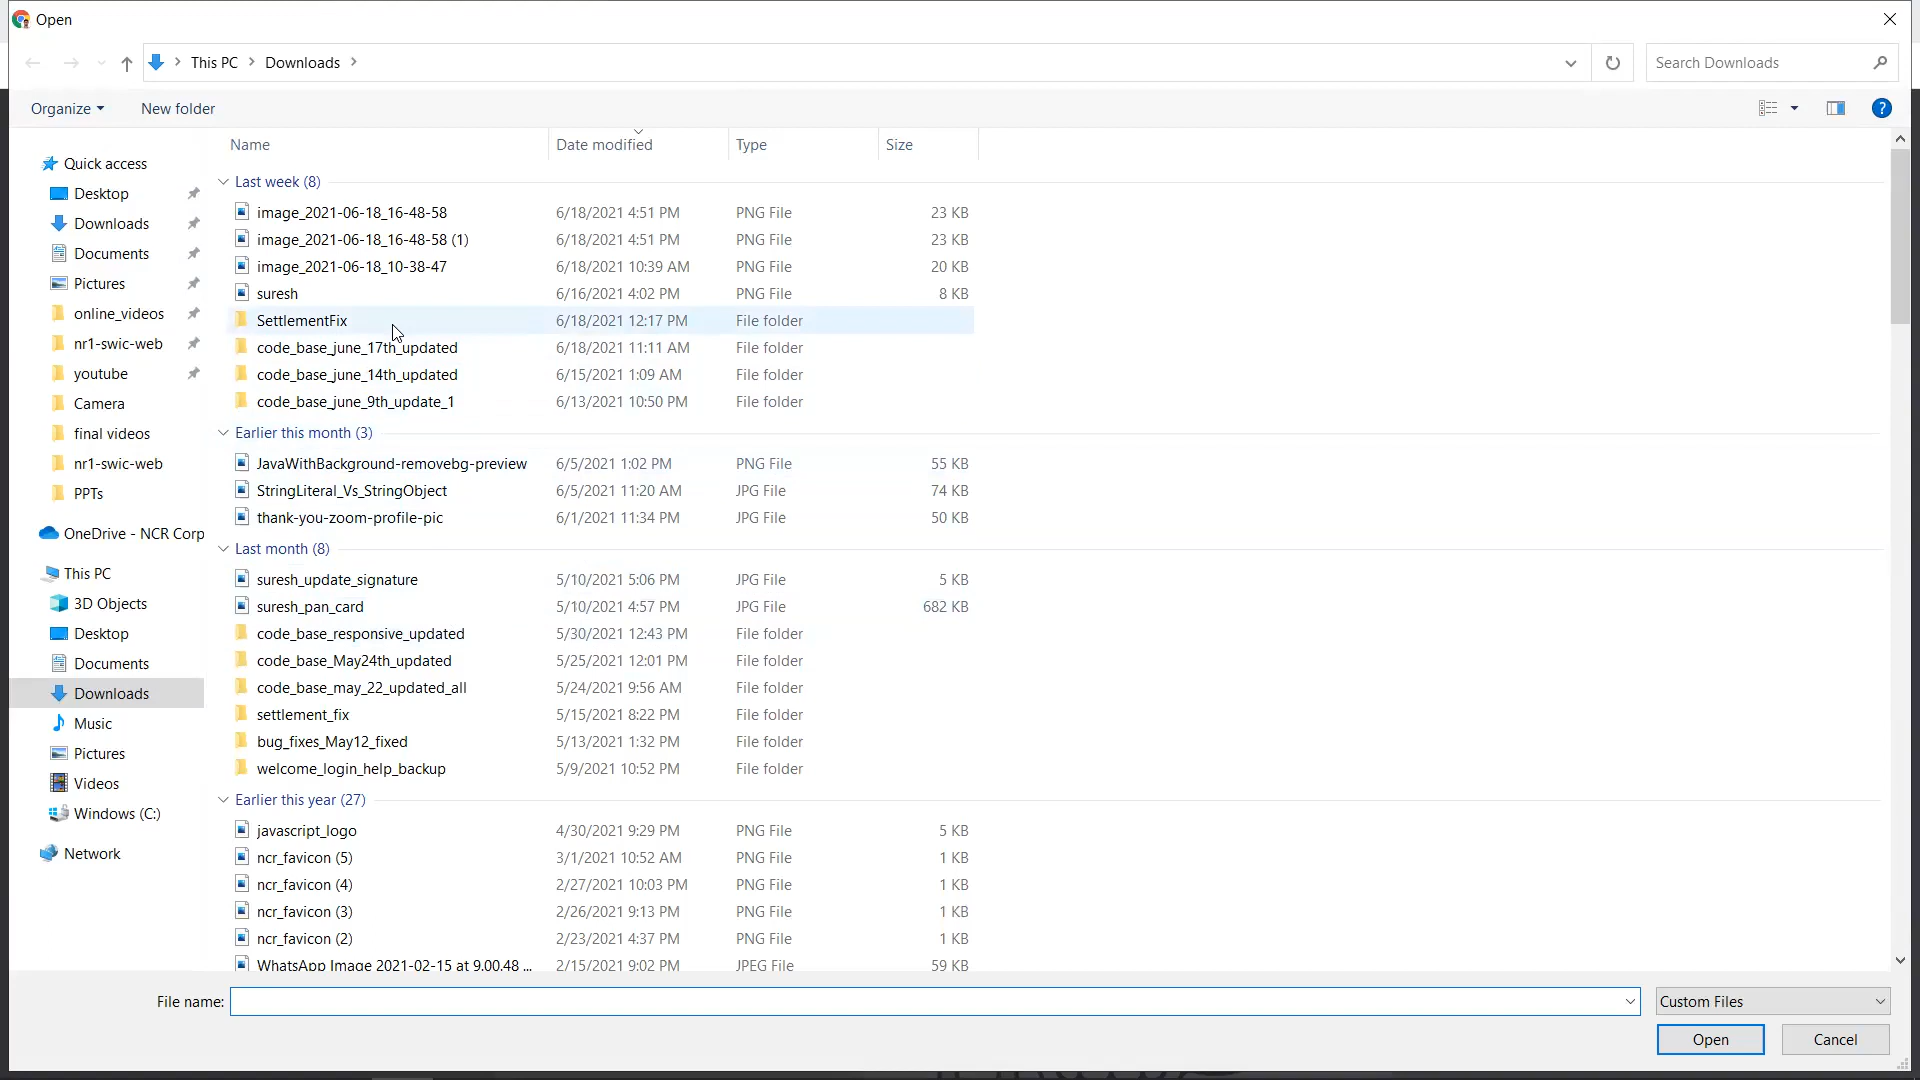 Open
This PC > Downloads >
Search Downloads
Organize
New folder
?
Name Date modified Type Size
Quick access
Desktop
Downloads
Documents
Pictures
online_videos
nr1-swic-web
youtube
Camera
final videos
nr1-swic-web
PPTs
OneDrive - NCR Corp
This PC
3D Objects
Desktop
Documents
Downloads
Music
Pictures
Videos
Windows (C:)
Network
Last week (8)
image_2021-06-18_16-48-58 6/18/2021 4:51 PM PNG File 23 KB
image_2021-06-18_16-48-58 (1) 6/18/2021 4:51 PM PNG File 23 KB
image_2021-06-18_10-38-47 6/18/2021 10:39 AM PNG File 20 KB
suresh 6/16/2021 4:02 PM PNG File 8 KB
SettlementFix 6/18/2021 12:17 PM File folder
code_base_june_17th_updated 6/18/2021 11:11 AM File folder
code_base_june_14th_updated 6/15/2021 1:09 AM File folder
code_base_june_9th_update_1 6/13/2021 10:50 PM File folder
Earlier this month (3)
JavaWithBackground-removebg-preview 6/5/2021 1:02 PM PNG File 55 KB
StringLiteral_Vs_StringObject 6/5/2021 11:20 AM JPG File 74 KB
thank-you-zoom-profile-pic 6/1/2021 11:34 PM JPG File 50 KB
Last month (8)
suresh_update_signature 5/10/2021 5:06 PM JPG File 5 KB
suresh_pan_card 5/10/2021 4:57 PM JPG File 682 KB
code_base_responsive_updated 5/30/2021 12:43 PM File folder
code_base_May24th_updated 5/25/2021 12:01 PM File folder
code_base_may_22_updated_all 5/24/2021 9:56 AM File folder
settlement_fix 5/15/2021 8:22 PM File folder
bug_fixes_May12_fixed 5/13/2021 1:32 PM File folder
welcome_login_help_backup 5/9/2021 10:52 PM File folder
Earlier this year (27)
javascript_logo 4/30/2021 9:29 PM PNG File 5 KB
ncr_favicon (5) 3/1/2021 10:52 AM PNG File 1 KB
ncr_favicon (4) 2/27/2021 10:03 PM PNG File 1 KB
ncr_favicon (3) 2/26/2021 9:13 PM PNG File 1 KB
ncr_favicon (2) 2/23/2021 4:37 PM PNG File 1 KB
WhatsApp Image 2021-02-15 at 9.00.48 ... 2/15/2021 9:02 PM JPEG File 59 KB
File name:
Custom Files
Open
Cancel